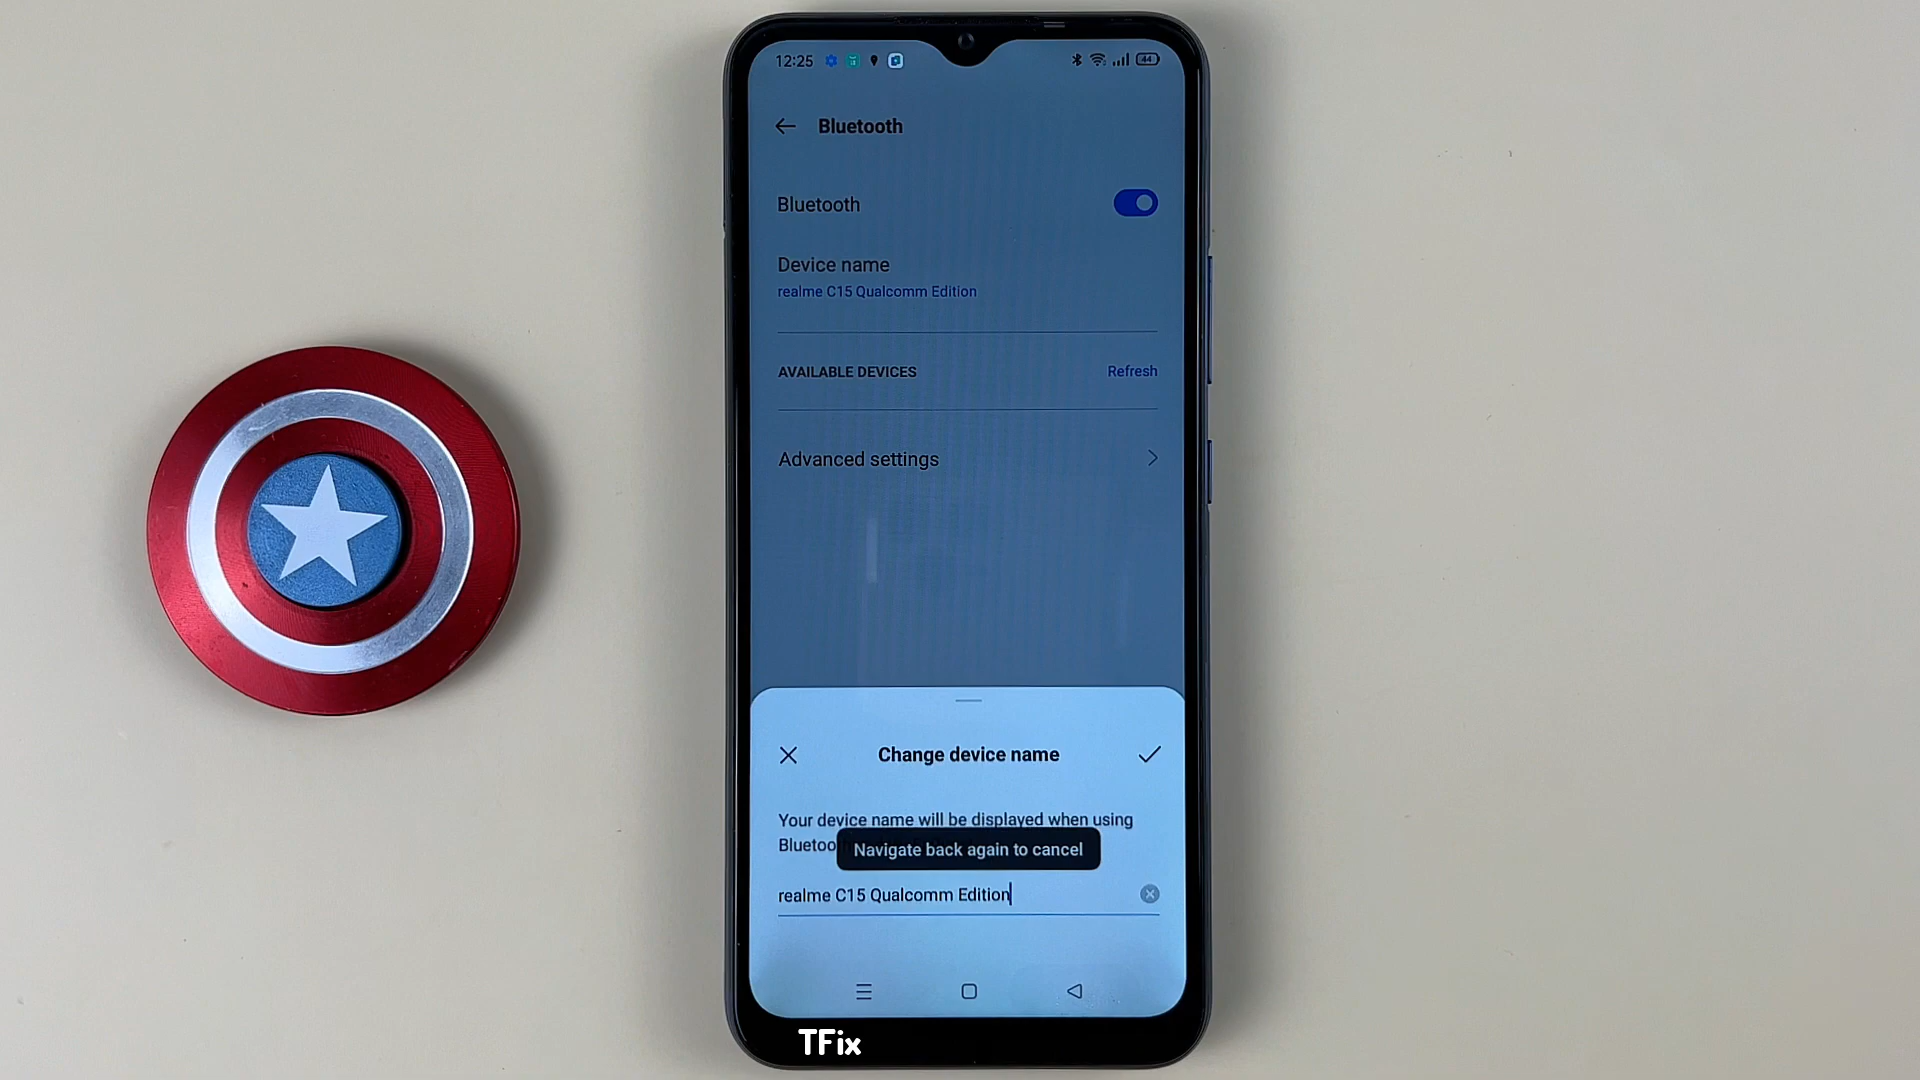 12:25
44
Bluetooth
Bluetooth
Device name
realme C15 Qualcomm Edition
AVAILABLE DEVICES
Refresh
Advanced settings
Change device name
Your device name will be displayed when using
Navigate back again to cancel
realme C15 Qualcomm Edition
TFix